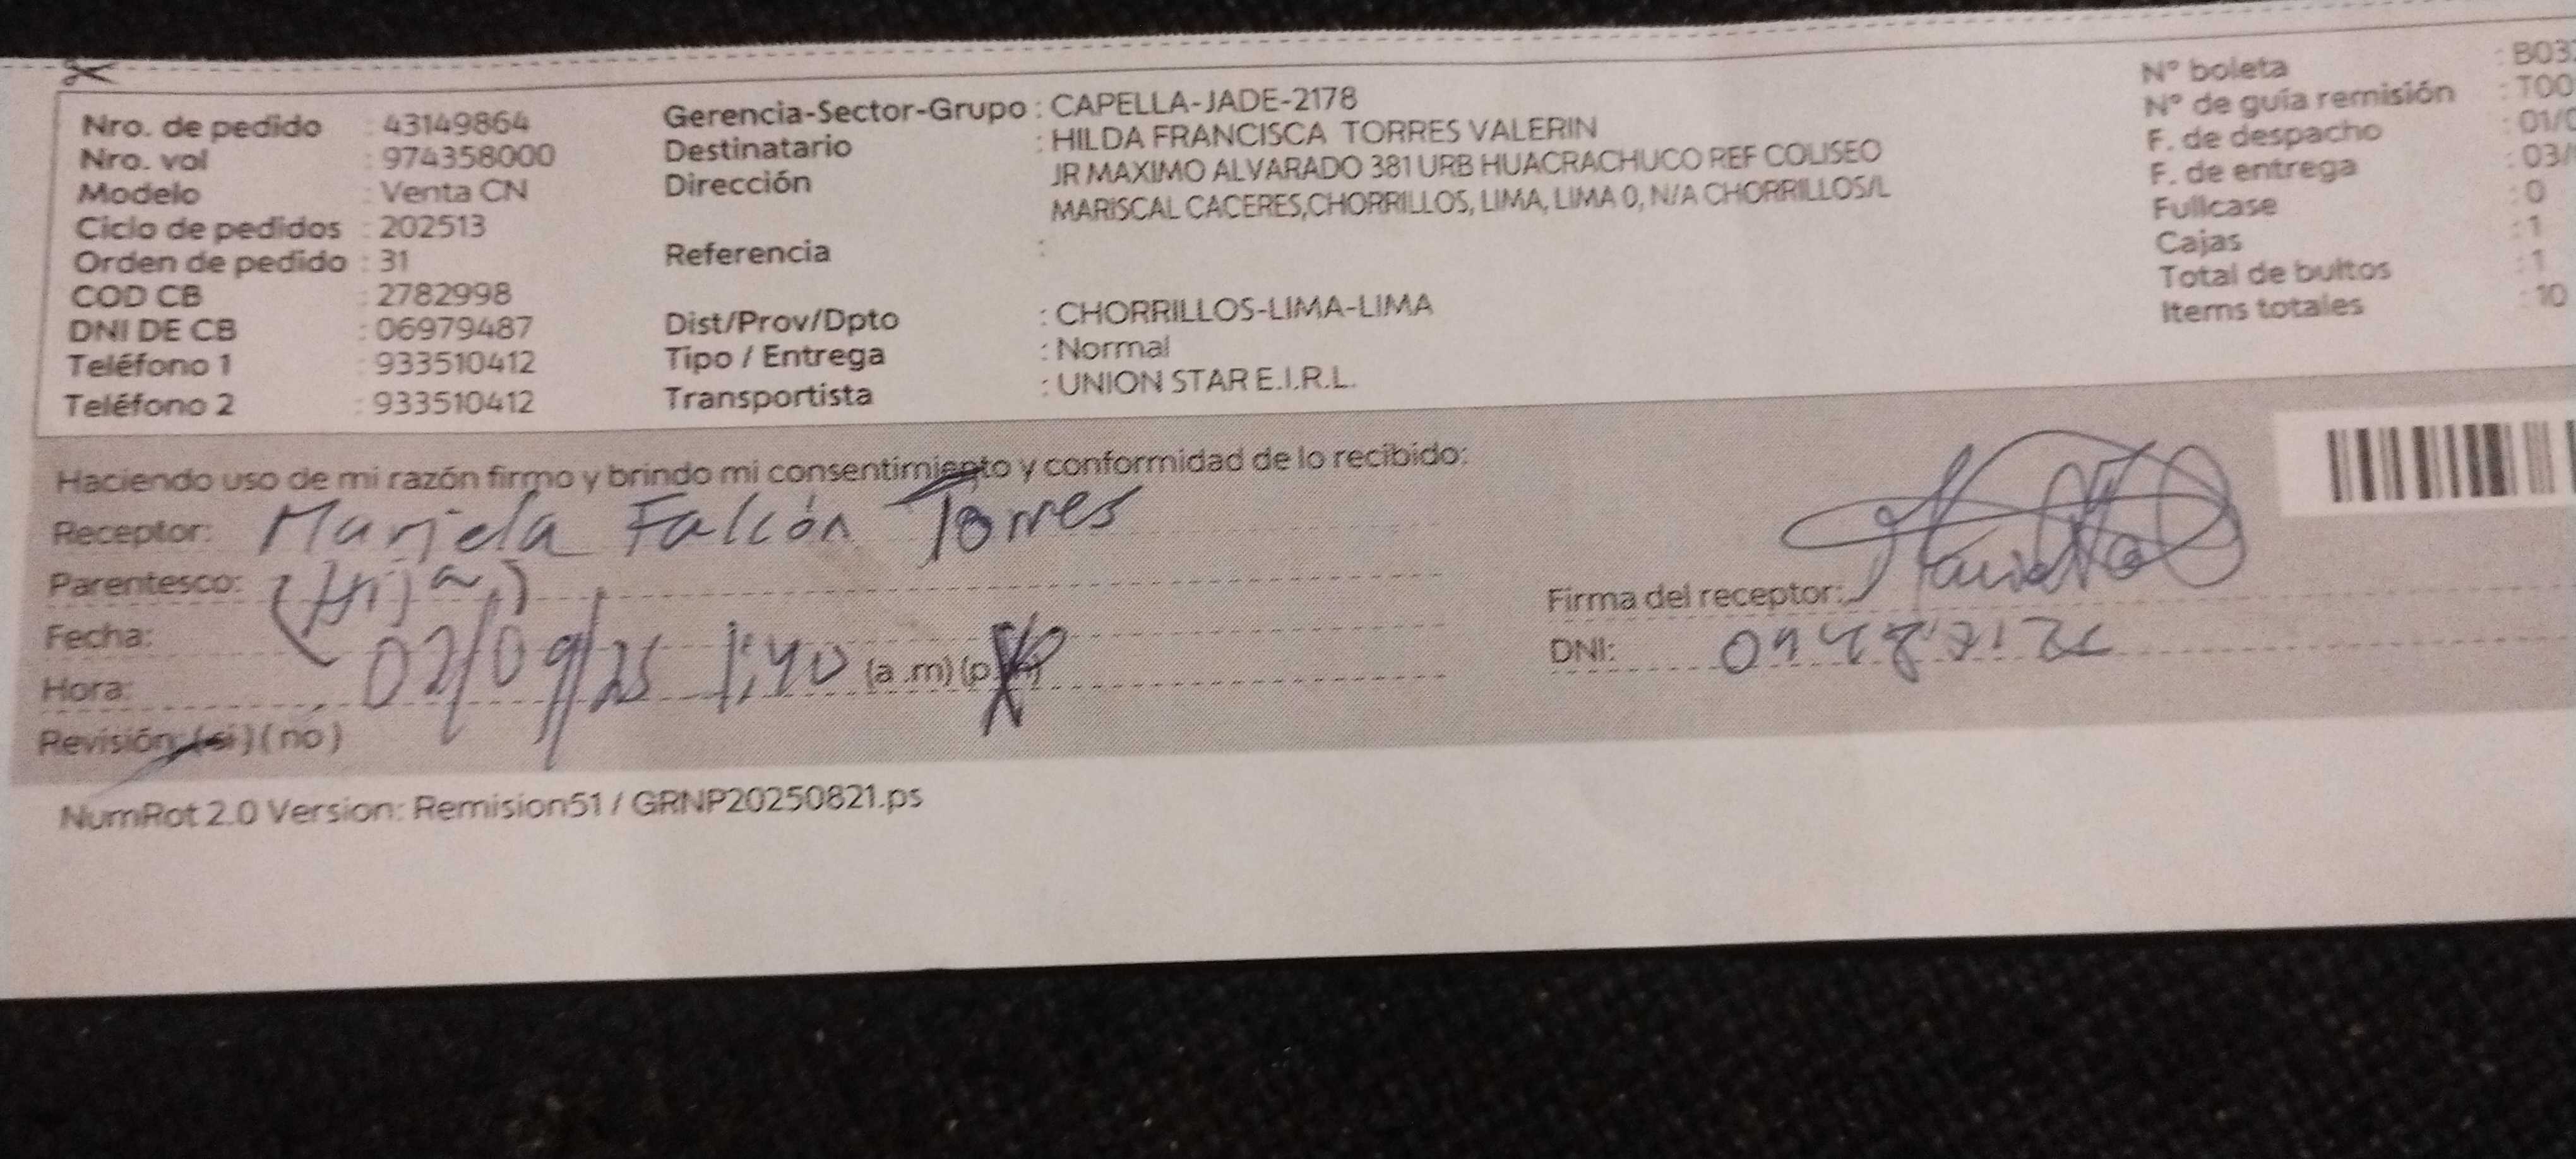 Nro. de pedido : 43149864
Nro. vol : 974358000
Modelo : Venta CN
Ciclo de pedidos : 202513
Orden de pedido : 31
COD CB : 2782998
DNI DE CB : 06979487
Teléfono 1 : 933510412
Teléfono 2 : 933510412
Gerencia-Sector-Grupo : CAPELLA-JADE-2178
Destinatario : HILDA FRANCISCA TORRES VALERIN
Dirección JR MAXIMO ALVARADO 381 URB HUACRACHUCO REF COLISEO
MARISCAL CACERES,CHORRILLOS, LIMA, LIMA 0, N/A CHORRILLOS/L
Referencia :
Dist/Prov/Dpto : CHORRILLOS-LIMA-LIMA
Tipo / Entrega : Normal
Transportista : UNION STAR E.I.R.L.
N° boleta : B03
N° de guía remisión : T00
F. de despacho : 01/0
F. de entrega : 03/
Fullcase : 0
Cajas : 1
Total de bultos : 1
Items totales : 10
Haciendo uso de mi razón firmo y brindo mi consentimiento y conformidad de lo recibido:
Receptor: Mariela Falcón Torres
Parentesco: (Hija)
Fecha: 02/09/25
Hora: 1:40 (a.m) (p.m)
Revisión: (si) (no)
Firma del receptor:
DNI:
NumRot 2.0 Version: Remision51 / GRNP20250821.ps